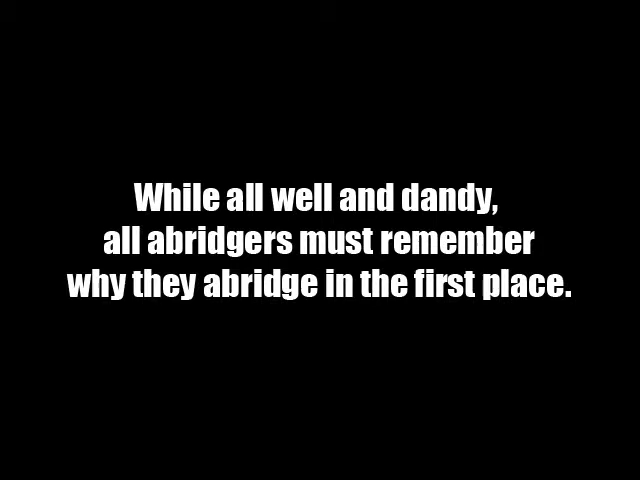 While all well and dandy,
all abridgers must remember
why they abridge in the first place.